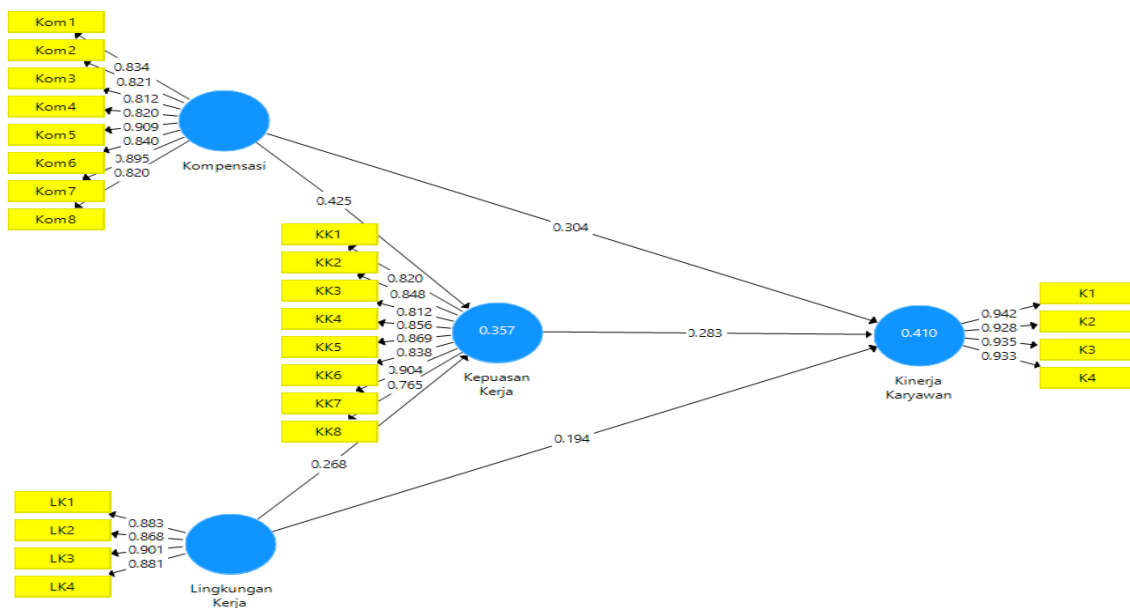 Kom1
Kom2
Kom3
Kom4
Kom5
Kom6
Kom7
Kom8
0.834
0.821
0.812
0.820
0.909
0.840
0.895
0.820
Kompensasi
0.425
0.304
KK1
KK2
KK3
KK4
KK5
KK6
KK7
KK8
0.820
0.848
0.812
0.856
0.869
0.838
0.904
0.765
0.357
Kepuasan
Kerja
0.283
0.410
Kinerja
Karyawan
0.942
0.928
0.935
0.933
K1
K2
K3
K4
0.268
0.194
LK1
LK2
LK3
LK4
0.883
0.868
0.901
0.881
Lingkungan
Kerja